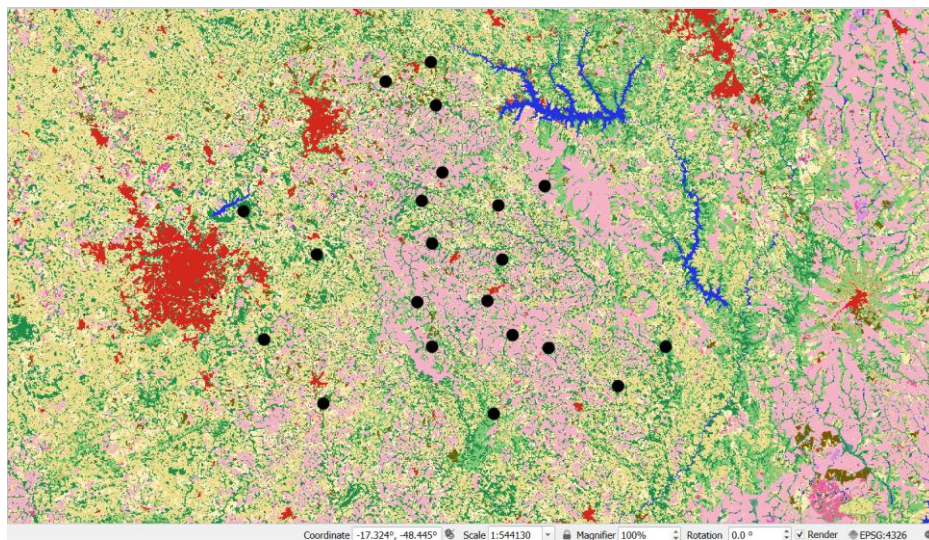 Coordinate -17.324°, -48.445° Scale 1:544130 Magnifier 100% Rotation 0.0 ° ✓ Render EPSG:4326